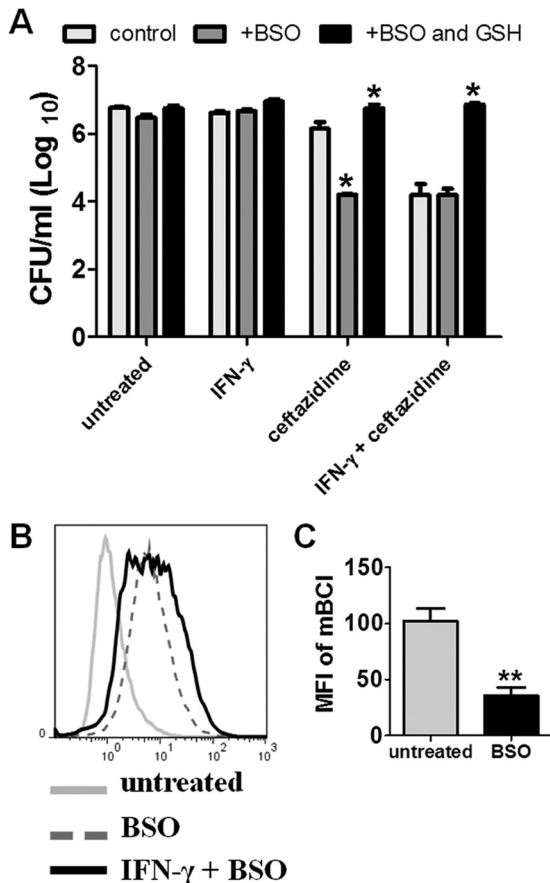 A
control +BSO +BSO and GSH
CFU/ml (Log 10)
8
6
4
2
0
* * *
untreated
IFN-γ
ceftazidime
IFN-γ + ceftazidime
B
0
10^0 10^1 10^2 10^3
untreated
BSO
IFN-γ + BSO
C
MFI of mBCI
150
100
50
0
**
untreated BSO